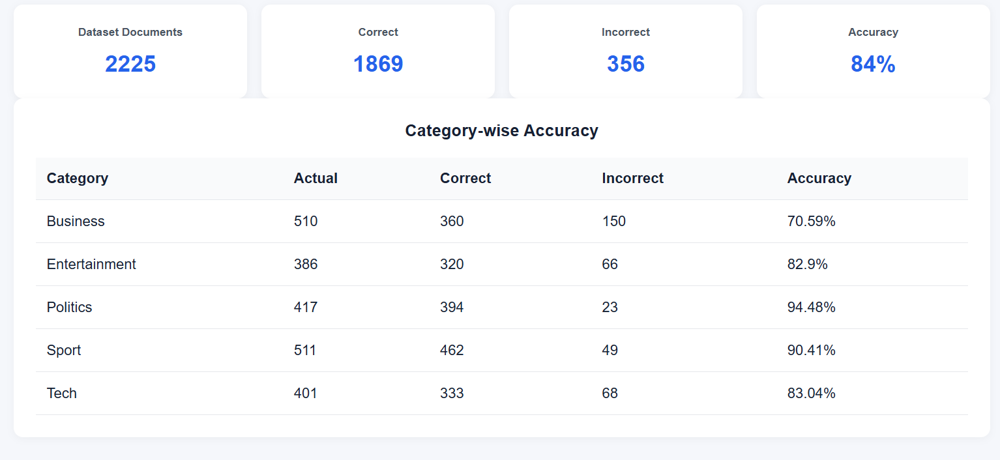 Dataset Documents Correct Incorrect Accuracy
2225 1869 356 84%
Category-wise Accuracy
Category Actual Correct Incorrect Accuracy
Business 510 360 150 70.59%
Entertainment 386 320 66 82.9%
Politics 417 394 23 94.48%
Sport 511 462 49 90.41%
Tech 401 333 68 83.04%